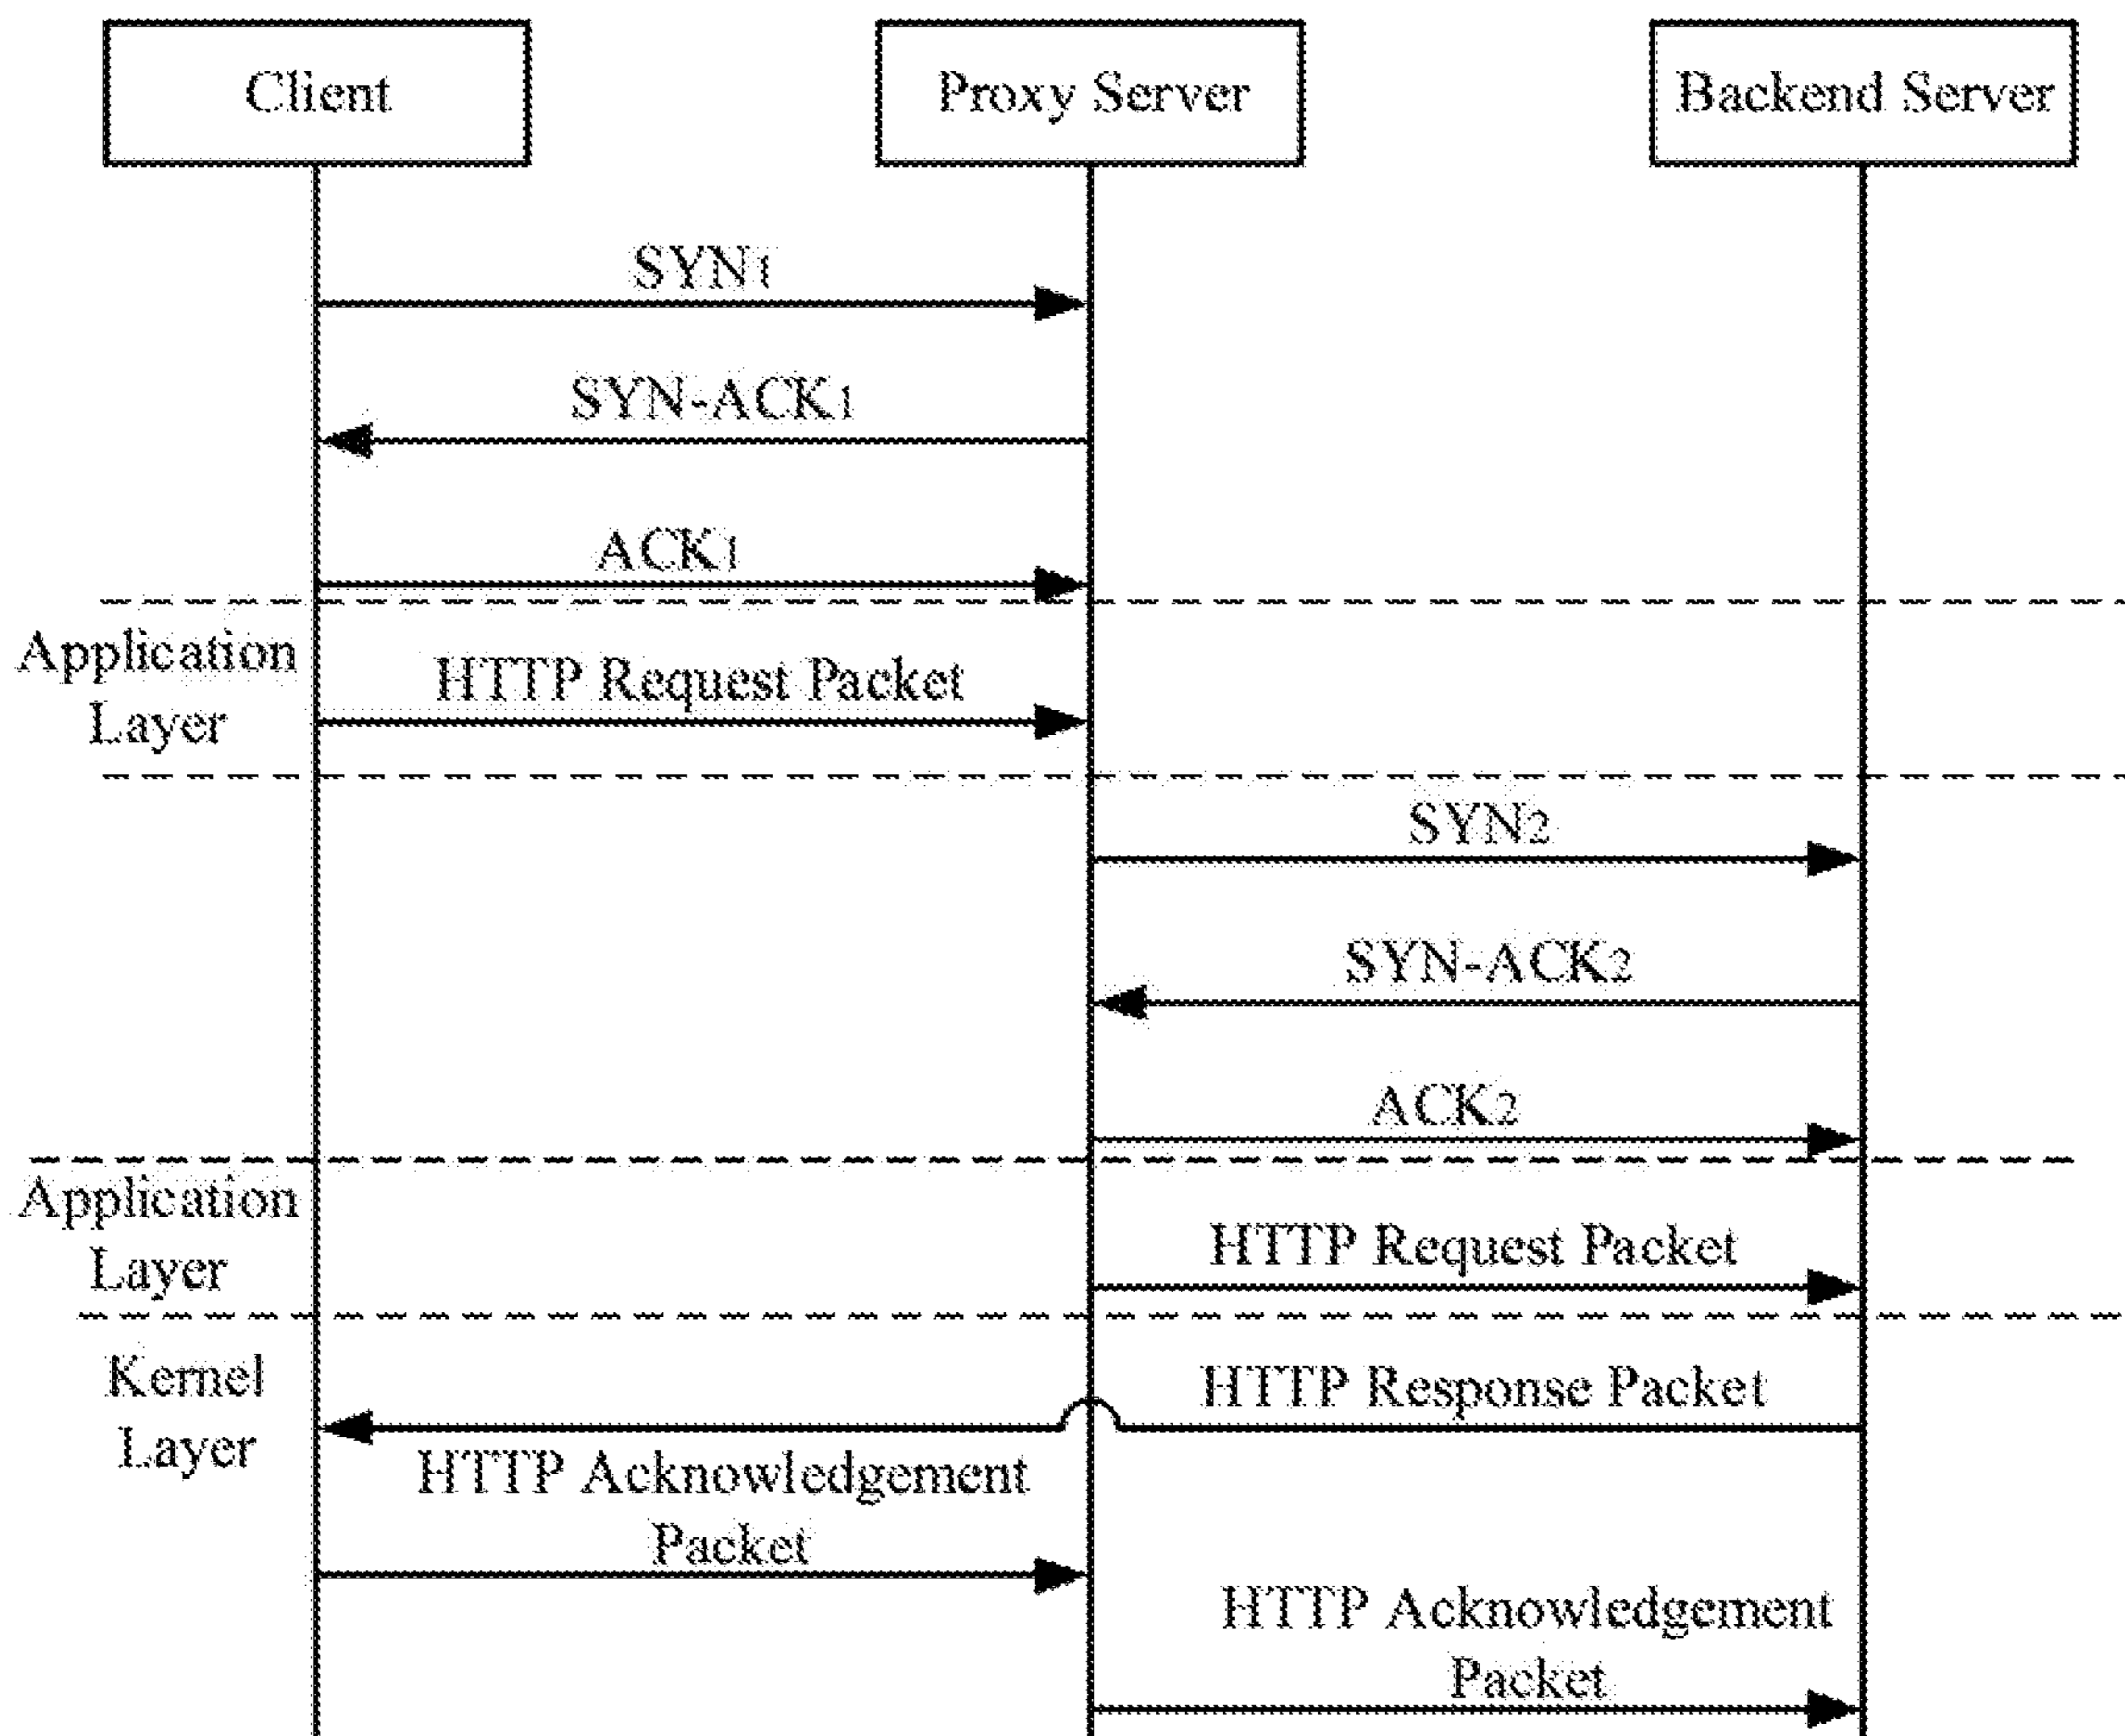 Client
Proxy Server
Backend Server
SYN1
SYN-ACK1
ACK1
Application
Layer
HTTP Request Packet
SYN2
SYN-ACK2
ACK2
Application
Layer
HTTP Request Packet
Kernel
Layer
HTTP Response Packet
HTTP Acknowledgement
Packet
HTTP Acknowledgement
Packet